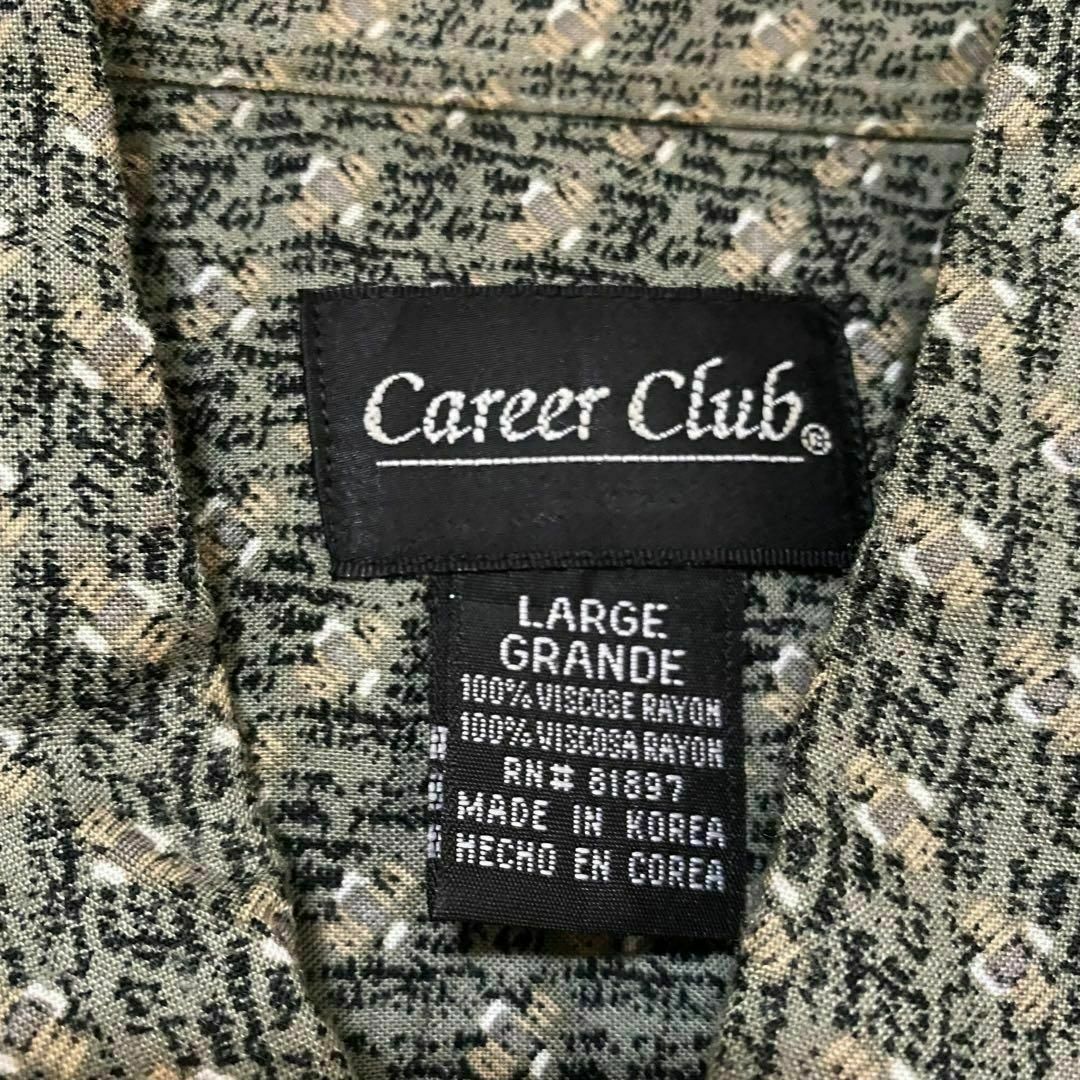 Career Club®
LARGE
GRANDE
100% VISCOSE RAYON
100% VISCOSA RAYON
RN# 81897
MADE IN KOREA
HECHO EN COREA